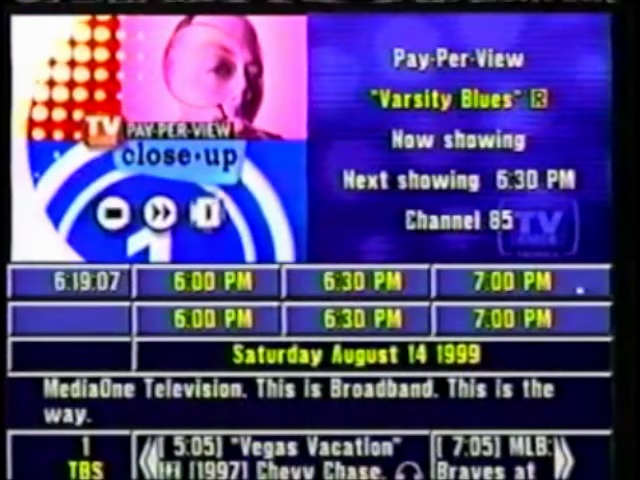 Pay-Per-View
"Varsity Blues" R
Now showing
Next showing 6:30 PM
Channel 85
TV PAY-PER-VIEW
close·up
1
TV
6:19:07 6:00 PM 6:30 PM 7:00 PM
6:00 PM 6:30 PM 7:00 PM
Saturday August 14 1999
MediaOne Television. This is Broadband. This is the
way.
1 [ 5:05] "Vegas Vacation" [ 7:05] MLB:
TBS [1997] Chevy Chase, Braves at